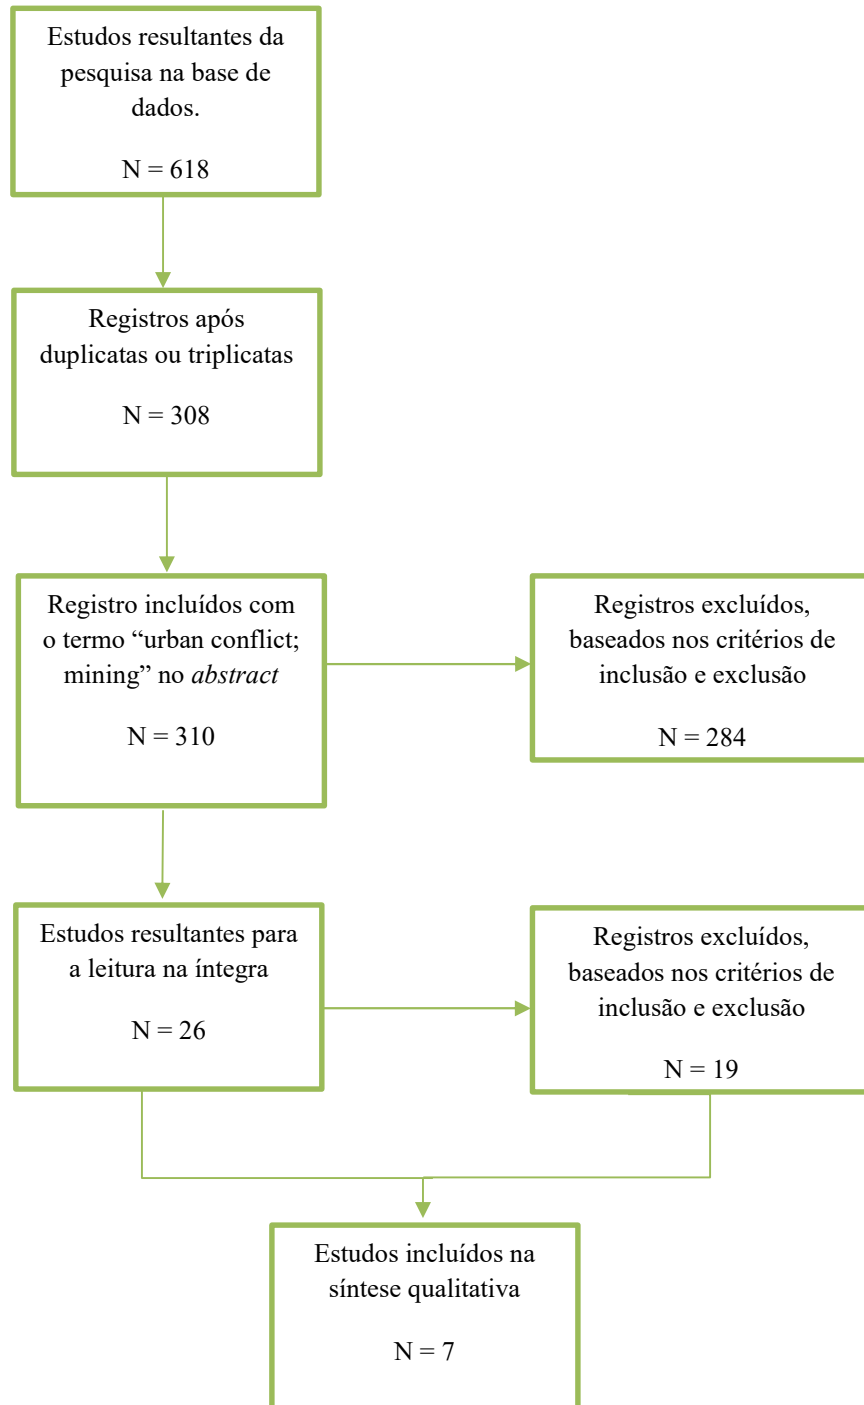 Estudos resultantes da
pesquisa na base de
dados.
N = 618
Registros após
duplicatas ou triplicatas
N = 308
Registro incluídos com
o termo “urban conflict;
mining” no abstract
N = 310
Registros excluídos,
baseados nos critérios de
inclusão e exclusão
N = 284
Estudos resultantes para
a leitura na íntegra
N = 26
Registros excluídos,
baseados nos critérios de
inclusão e exclusão
N = 19
Estudos incluídos na
síntese qualitativa
N = 7